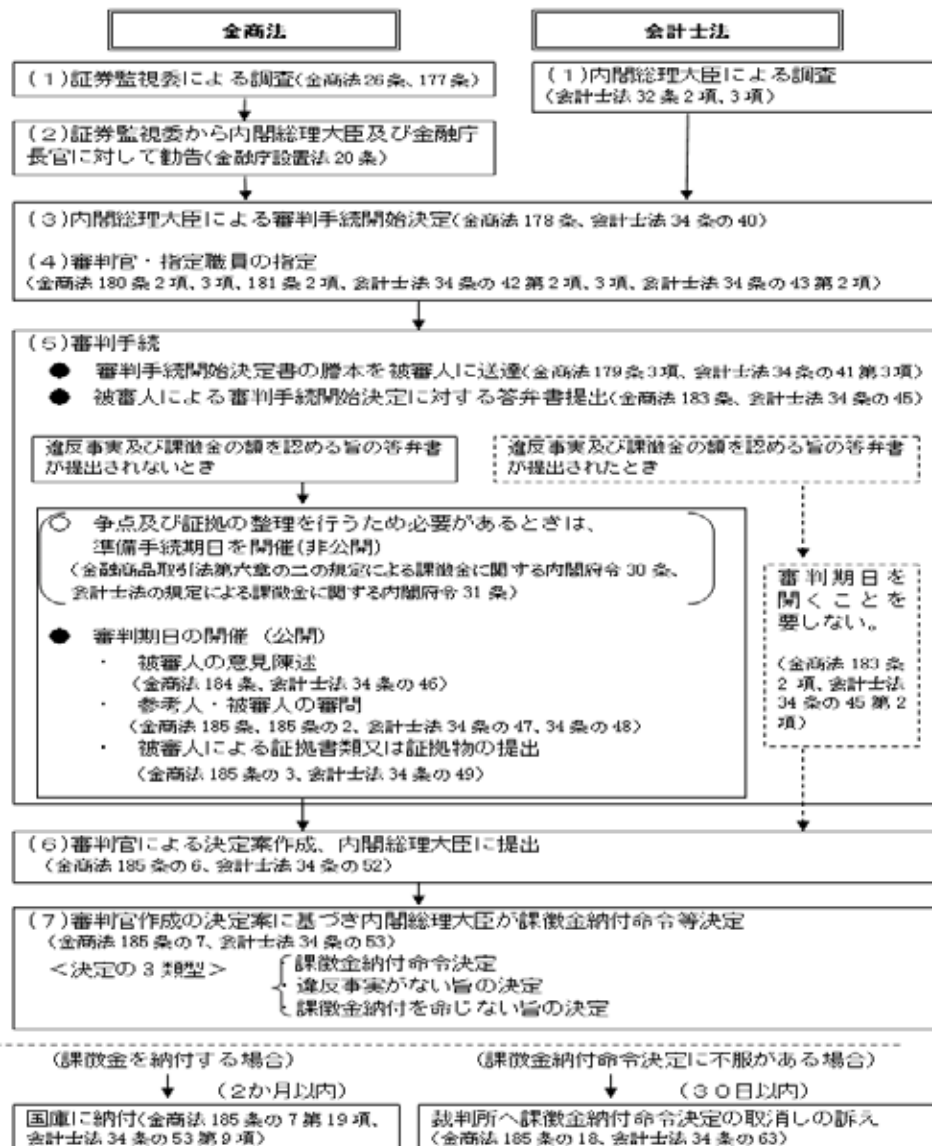 金商法
会計士法
(1)証券監視委による調査(金商法26条、177条)
(1)内閣総理大臣による調査
(会計士法32条2項、3項)
(2)証券監視委から内閣総理大臣及び金融庁
長官に対して勧告(金融庁設置法20条)
(3)内閣総理大臣による審判手続開始決定(金商法178条、会計士法34条の40)
(4)審判官・指定職員の指定
(金商法180条2項、3項、181条2項、会計士法34条の42第2項、3項、会計士法34条の43第2項)
(5)審判手続
● 審判手続開始決定書の謄本を被審人に送達(金商法179条3項、会計士法34条の41第3項)
● 被審人による審判手続開始決定に対する答弁書提出(金商法183条、会計士法34条の45)
違反事実及び課徴金の額を認める旨の答弁書
が提出されないとき
違反事実及び課徴金の額を認める旨の答弁書
が提出されたとき
○ 争点及び証拠の整理を行うため必要があるときは、
準備手続期日を開催(非公開)
(金融商品取引法第六章の二の規定による課徴金に関する内閣府令30条、
会計士法の規定による課徴金に関する内閣府令31条)
● 審判期日の開催(公開)
・ 被審人の意見陳述
(金商法184条、会計士法34条の46)
・ 参考人・被審人の審問
(金商法185条、185条の2、会計士法34条の47、34条の48)
・ 被審人による証拠書類又は証拠物の提出
(金商法185条の3、会計士法34条の49)
審判期日を
開くことを
要しない。
(金商法183条
2項、会計士法
34条の45第2
項)
(6)審判官による決定案作成、内閣総理大臣に提出
(金商法185条の6、会計士法34条の52)
(7)審判官作成の決定案に基づき内閣総理大臣が課徴金納付命令等決定
(金商法185条の7、会計士法34条の53)
<決定の3類型>
課徴金納付命令決定
違反事実がない旨の決定
課徴金納付を命じない旨の決定
(課徴金を納付する場合)
(課徴金納付命令決定に不服がある場合)
(2か月以内)
(30日以内)
国庫に納付(金商法185条の7第19項、
会計士法34条の53第9項)
裁判所へ課徴金納付命令決定の取消しの訴え
(金商法185条の18、会計士法34条の63)